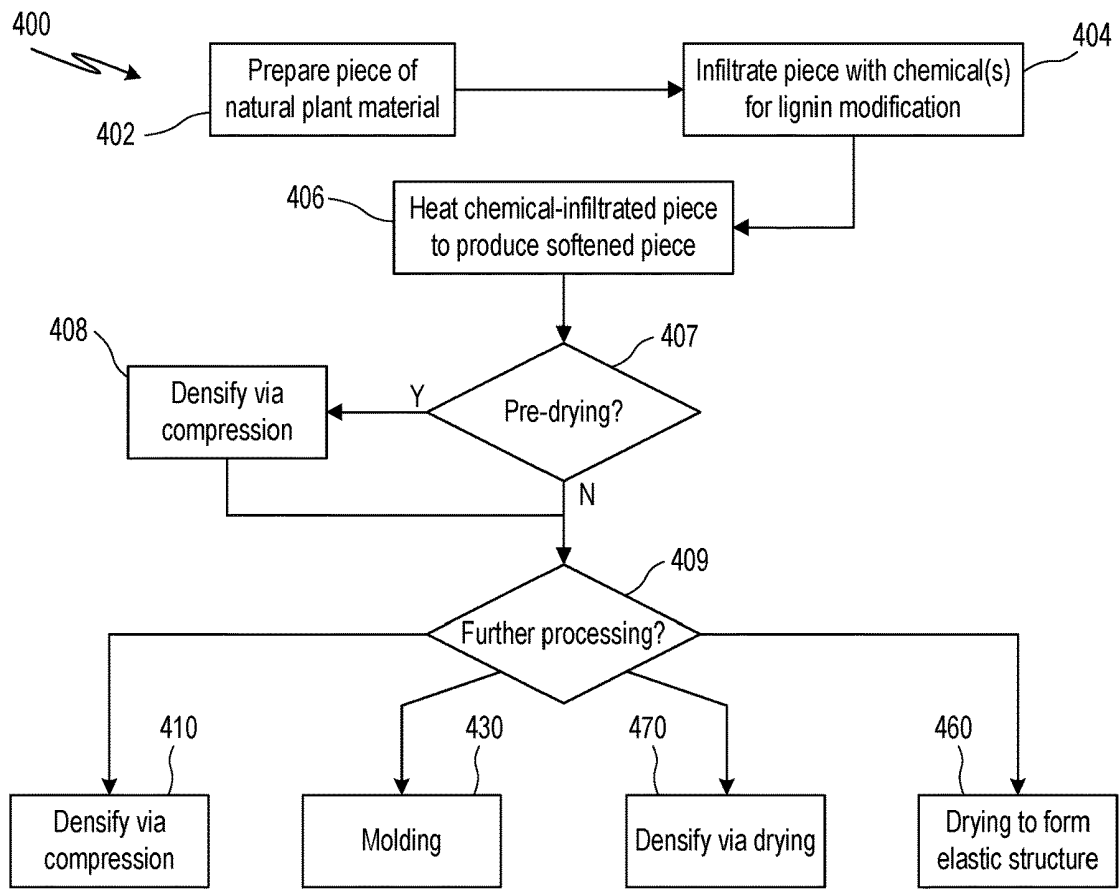 400
Prepare piece of
natural plant material
402
Infiltrate piece with chemical(s)
for lignin modification
404
406
Heat chemical-infiltrated piece
to produce softened piece
408
Densify via
compression
Y
407
Pre-drying?
N
409
Further processing?
410
Densify via
compression
430
Molding
470
Densify via drying
460
Drying to form
elastic structure